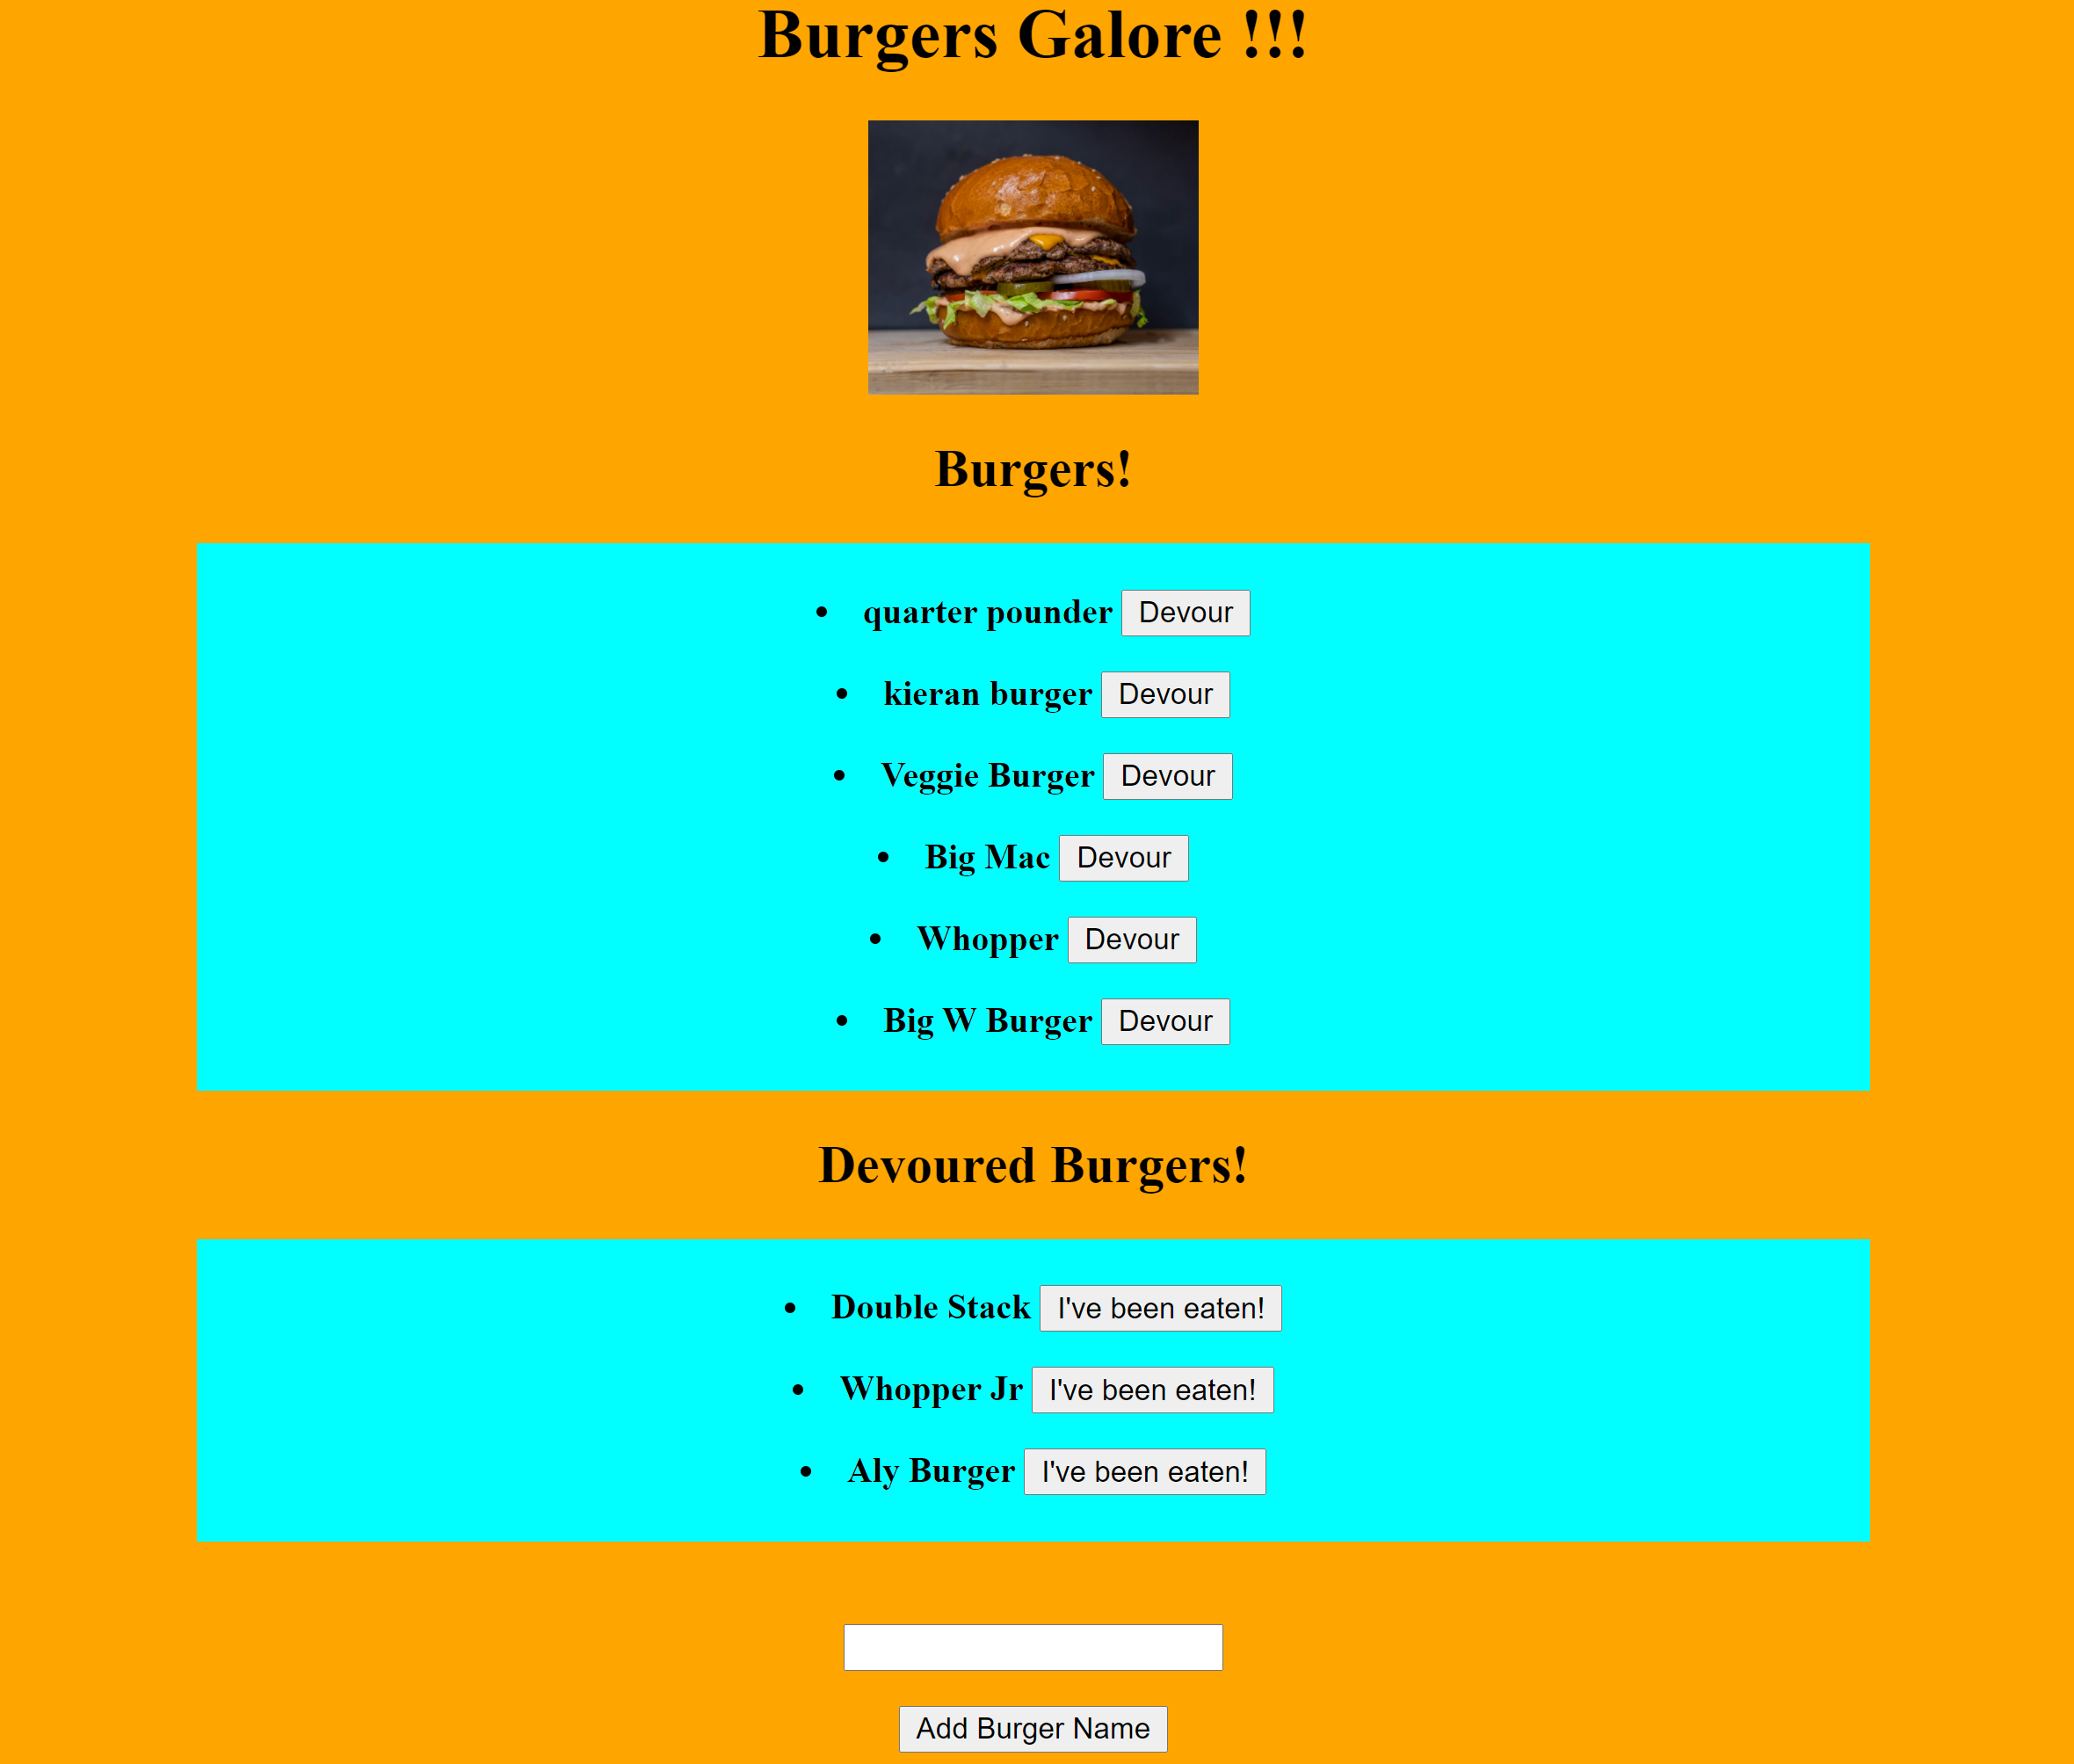 Burgers Galore !!!
Burgers!
• quarter pounder Devour
• kieran burger Devour
• Veggie Burger Devour
• Big Mac Devour
• Whopper Devour
• Big W Burger Devour
Devoured Burgers!
• Double Stack I've been eaten!
• Whopper Jr I've been eaten!
• Aly Burger I've been eaten!
Add Burger Name